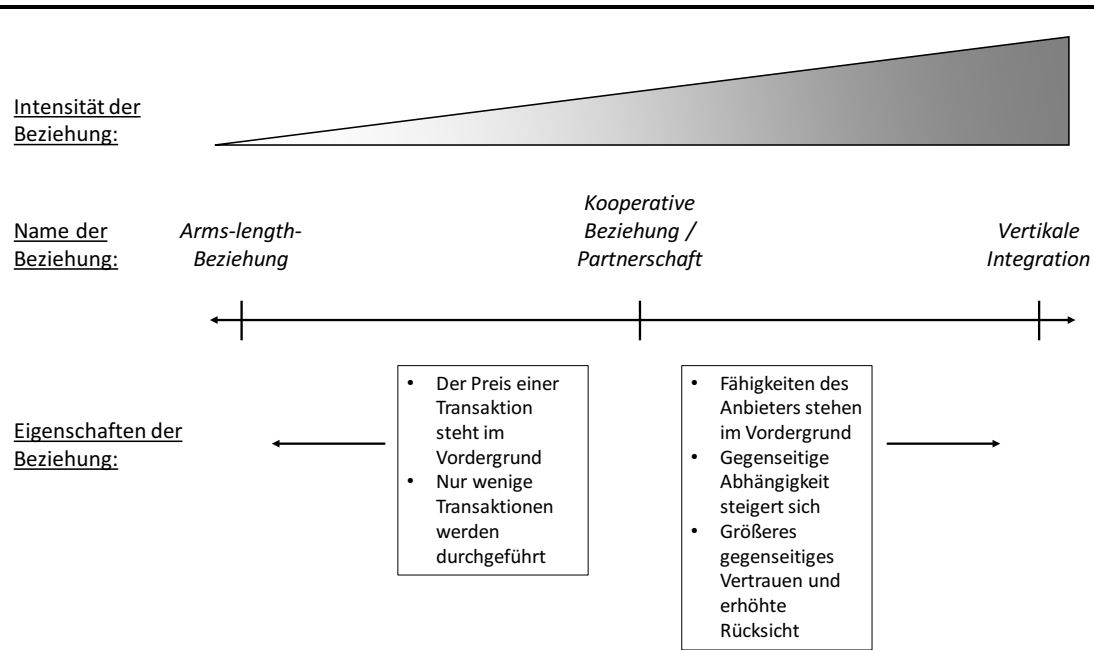 Intensität der
Beziehung:
Name der
Beziehung:
Arms-length-
Beziehung
Kooperative
Beziehung /
Partnerschaft
Vertikale
Integration
Eigenschaften der
Beziehung:
• Der Preis einer
Transaktion
steht im
Vordergrund
• Nur wenige
Transaktionen
werden
durchgeführt
• Fähigkeiten des
Anbieters stehen
im Vordergrund
• Gegenseitige
Abhängigkeit
steigert sich
• Größeres
gegenseitiges
Vertrauen und
erhöhte
Rücksicht